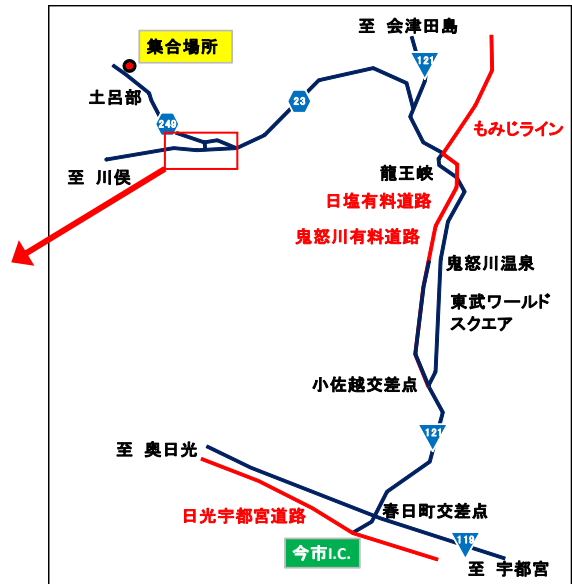 至 会津田島
集合場所
121
土呂部
23
249
もみじライン
至 川俣
龍王峡
日塩有料道路
鬼怒川有料道路
鬼怒川温泉
東武ワールド
スクエア
小佐越交差点
121
至 奥日光
日光宇都宮道路
春日町交差点
今市I.C.
119
至 宇都宮